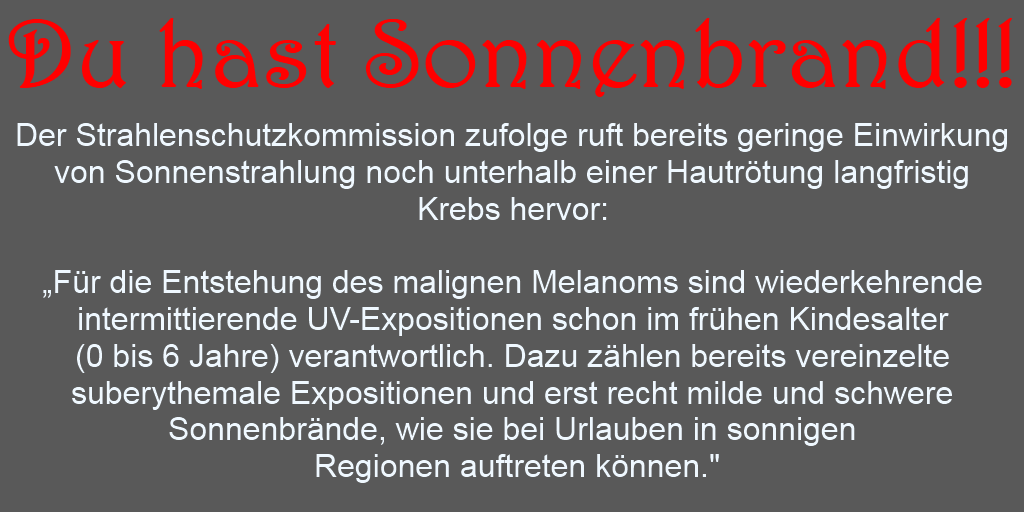 Du hast Sonnenbrand!!!
Der Strahlenschutzkommission zufolge ruft bereits geringe Einwirkung
von Sonnenstrahlung noch unterhalb einer Hautrötung langfristig
Krebs hervor:
„Für die Entstehung des malignen Melanoms sind wiederkehrende
intermittierende UV-Expositionen schon im frühen Kindesalter
(0 bis 6 Jahre) verantwortlich. Dazu zählen bereits vereinzelte
suberythemale Expositionen und erst recht milde und schwere
Sonnenbrände, wie sie bei Urlauben in sonnigen
Regionen auftreten können."